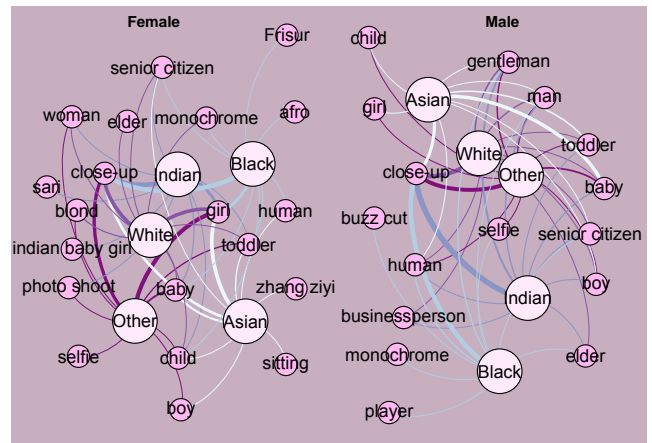 Female
Male
Frisur
senior citizen
woman
elder
monochrome
afro
close-up
Indian
Black
sari
blond
girl
human
White
indian baby girl
toddler
photo shoot
baby
zhang ziyi
Other
Asian
selfie
child
sitting
boy
child
gentleman
Asian
man
girl
White
toddler
close-up
Other
baby
buzz cut
selfie
senior citizen
human
boy
Indian
businessperson
monochrome
elder
Black
player